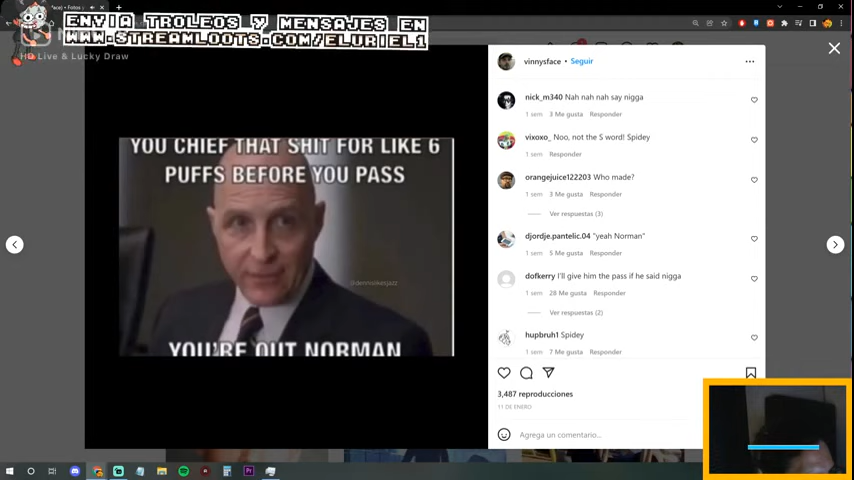 ENVIA TROLEOS Y MENSAJES EN
WWW.STREAMLOOTS.COM/ELURIEL1
HD Live & Lucky Draw
YOU CHIEF THAT SHIT FOR LIKE 6
PUFFS BEFORE YOU PASS
@dennislikesjazz
YOU'RE OUT NORMAN
vinnysface • Seguir
nick_m340 Nah nah nah say nigga
1 sem 3 Me gusta Responder
vixoxo_ Noo, not the S word! Spidey
1 sem Responder
orangejuice122203 Who made?
1 sem 3 Me gusta Responder
Ver respuestas (3)
djordje.pantelic.04 "yeah Norman"
1 sem 5 Me gusta Responder
dofkerry I'll give him the pass if he said nigga
1 sem 28 Me gusta Responder
Ver respuestas (2)
hupbruh1 Spidey
1 sem 7 Me gusta Responder
3,487 reproducciones
11 DE ENERO
Agrega un comentario...